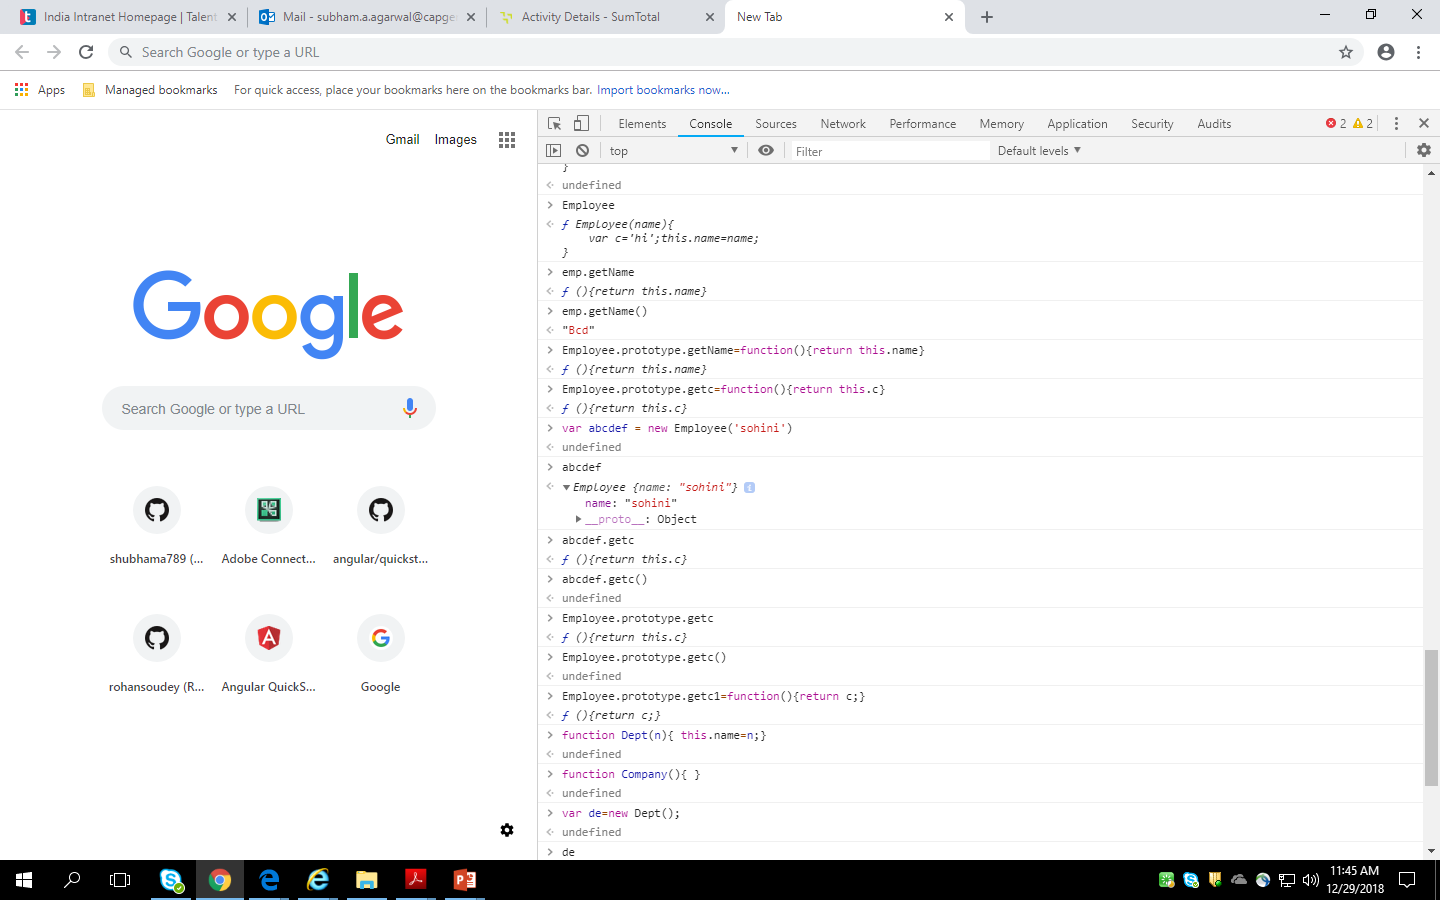 India Intranet Homepage | Talent
Mail - subham.a.agarwal@capge
Activity Details - SumTotal
New Tab
Search Google or type a URL
Apps
Managed bookmarks
For quick access, place your bookmarks here on the bookmarks bar. Import bookmarks now...
Gmail
Images
Elements
Console
Sources
Network
Performance
Memory
Application
Security
Audits
2
2
top
Filter
Default levels
}
undefined
Employee
ƒ Employee(name){
var c='hi';this.name=name;
}
emp.getName
ƒ (){return this.name}
emp.getName()
"Bcd"
Employee.prototype.getName=function(){return this.name}
ƒ (){return this.name}
Employee.prototype.getc=function(){return this.c}
ƒ (){return this.c}
var abcdef = new Employee('sohini')
undefined
abcdef
Employee {name: "sohini"}
name: "sohini"
__proto__: Object
abcdef.getc
ƒ (){return this.c}
abcdef.getc()
undefined
Employee.prototype.getc
ƒ (){return this.c}
Employee.prototype.getc()
undefined
Employee.prototype.getc1=function(){return c;}
ƒ (){return c;}
function Dept(n){ this.name=n;}
undefined
function Company(){ }
undefined
var de=new Dept();
undefined
de
Google
Search Google or type a URL
shubhama789 (...
Adobe Connect...
angular/quickst...
rohansoudey (R...
Angular QuickS...
Google
11:45 AM
12/29/2018